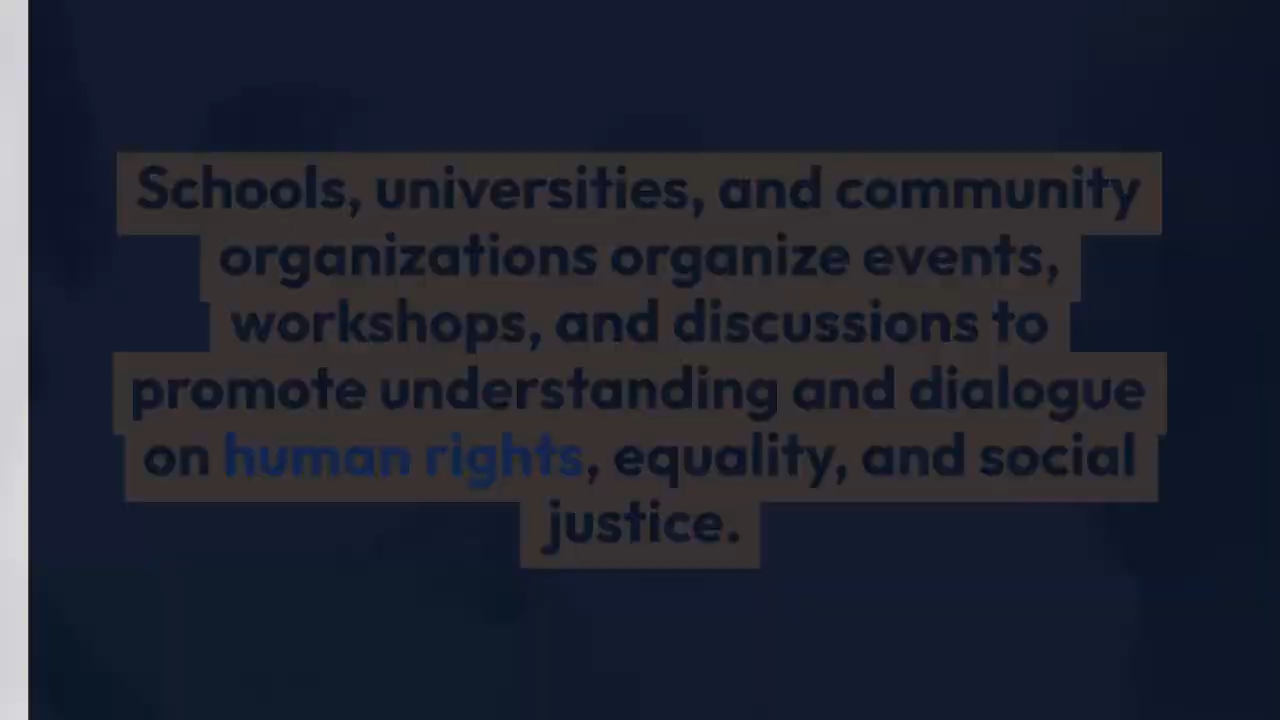 Schools, universities, and community
organizations organize events,
workshops, and discussions to
promote understanding and dialogue
on human rights, equality, and social
justice.